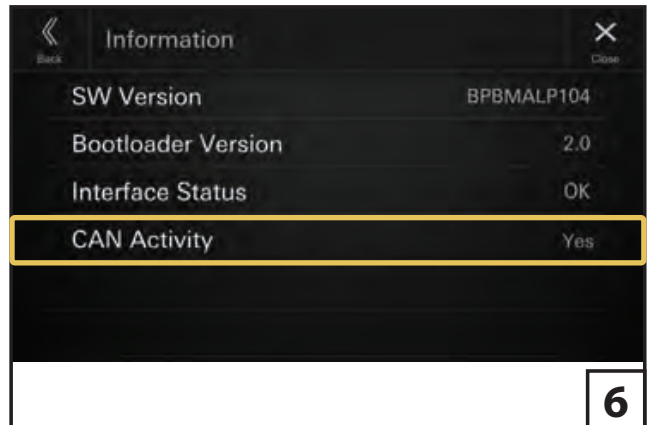 Back Information Close
SW Version BPBMALP104
Bootloader Version 2.0
Interface Status OK
CAN Activity Yes
6